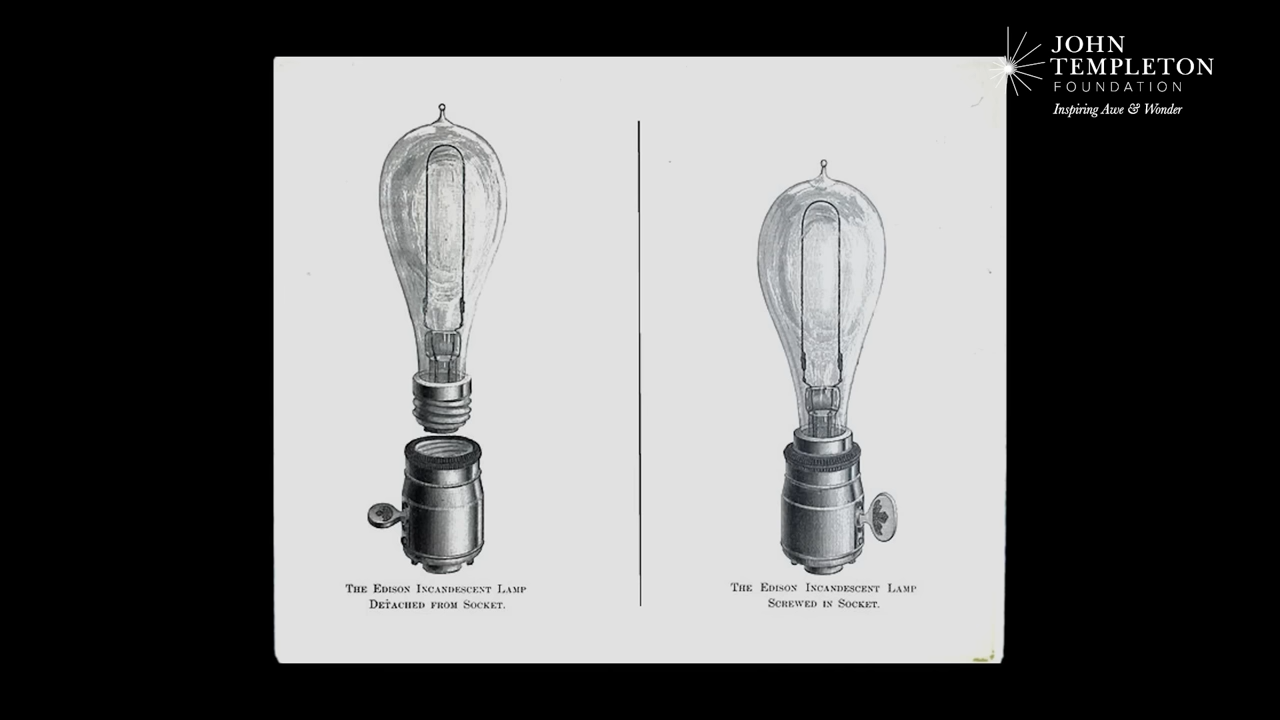 JOHN
TEMPLETON
FOUNDATION
Inspiring Awe & Wonder
THE EDISON INCANDESCENT LAMP
DETACHED FROM SOCKET.
THE EDISON INCANDESCENT LAMP
SCREWED IN SOCKET.